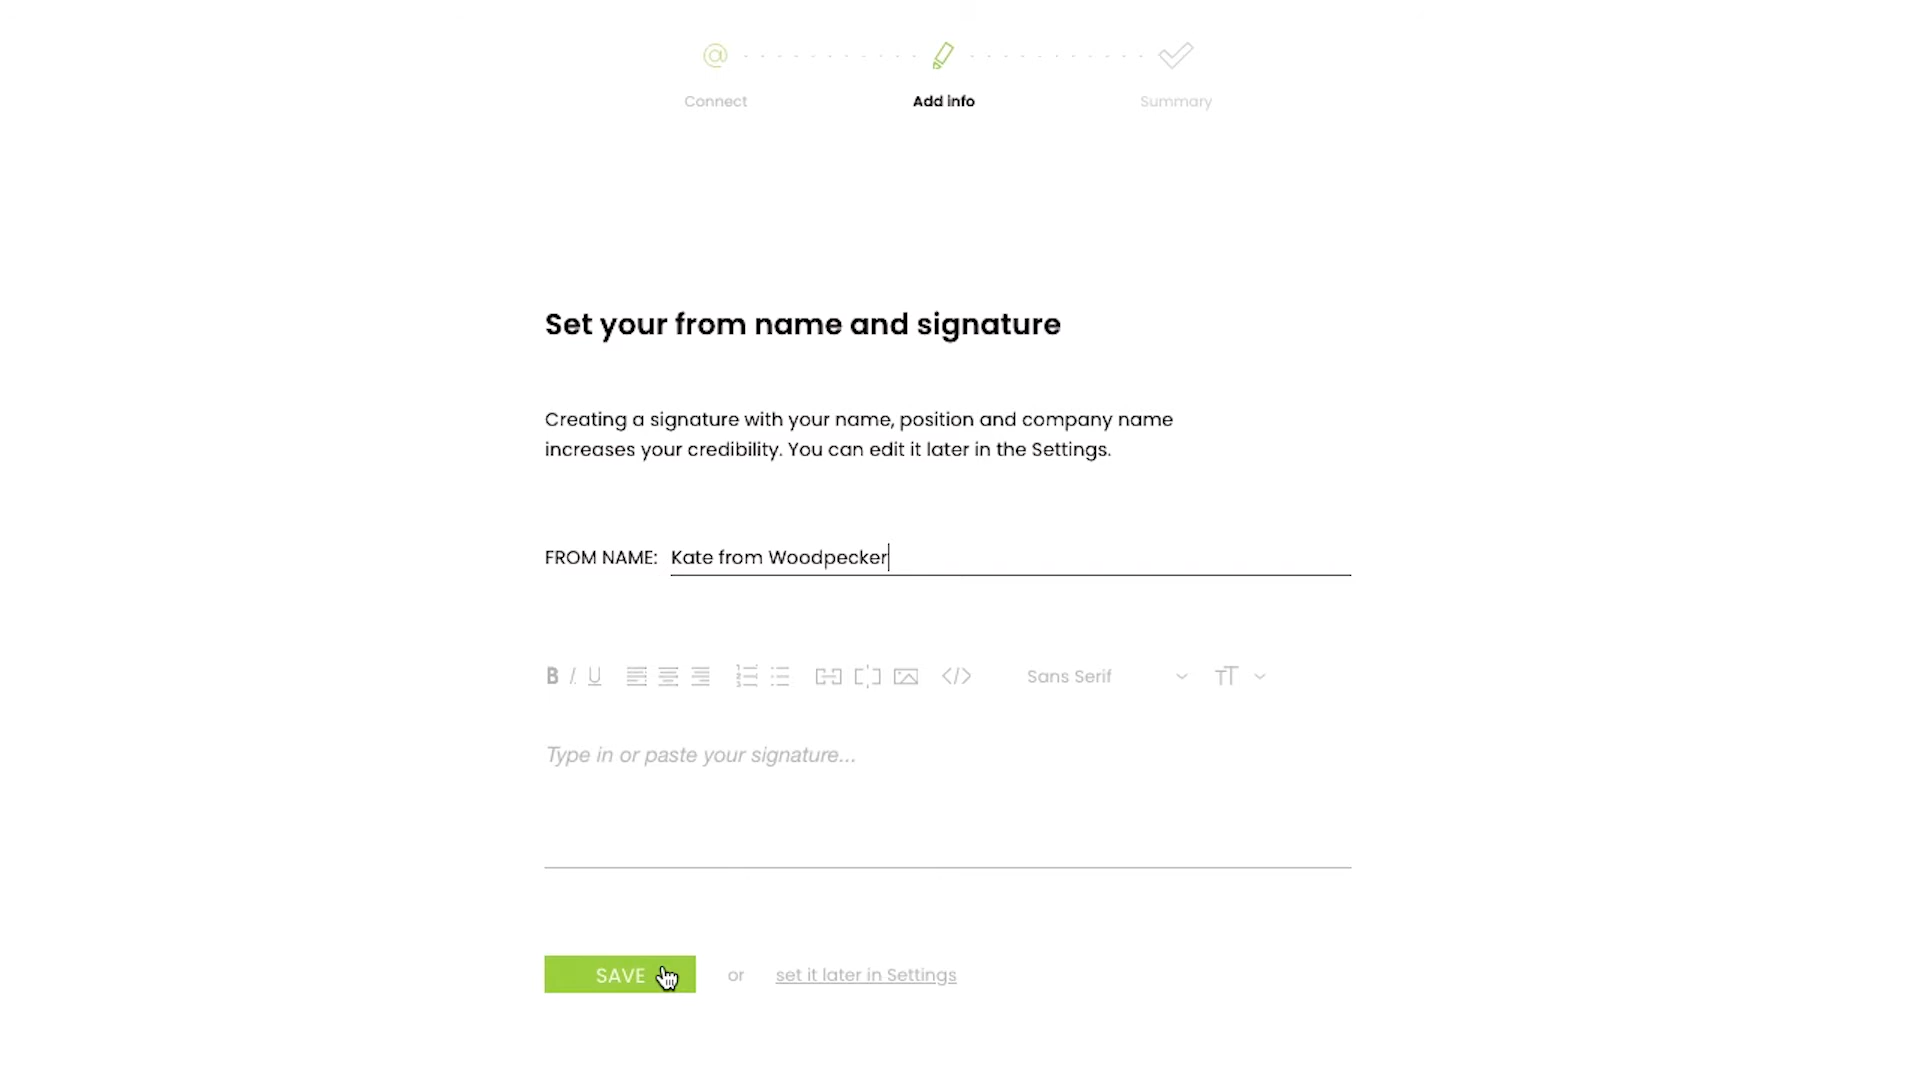 Connect
Add info
Summary
Set your from name and signature
Creating a signature with your name, position and company name
increases your credibility. You can edit it later in the Settings.
FROM NAME: Kate from Woodpecker
B I U </> Sans Serif TT
Type in or paste your signature...
SAVE or set it later in Settings